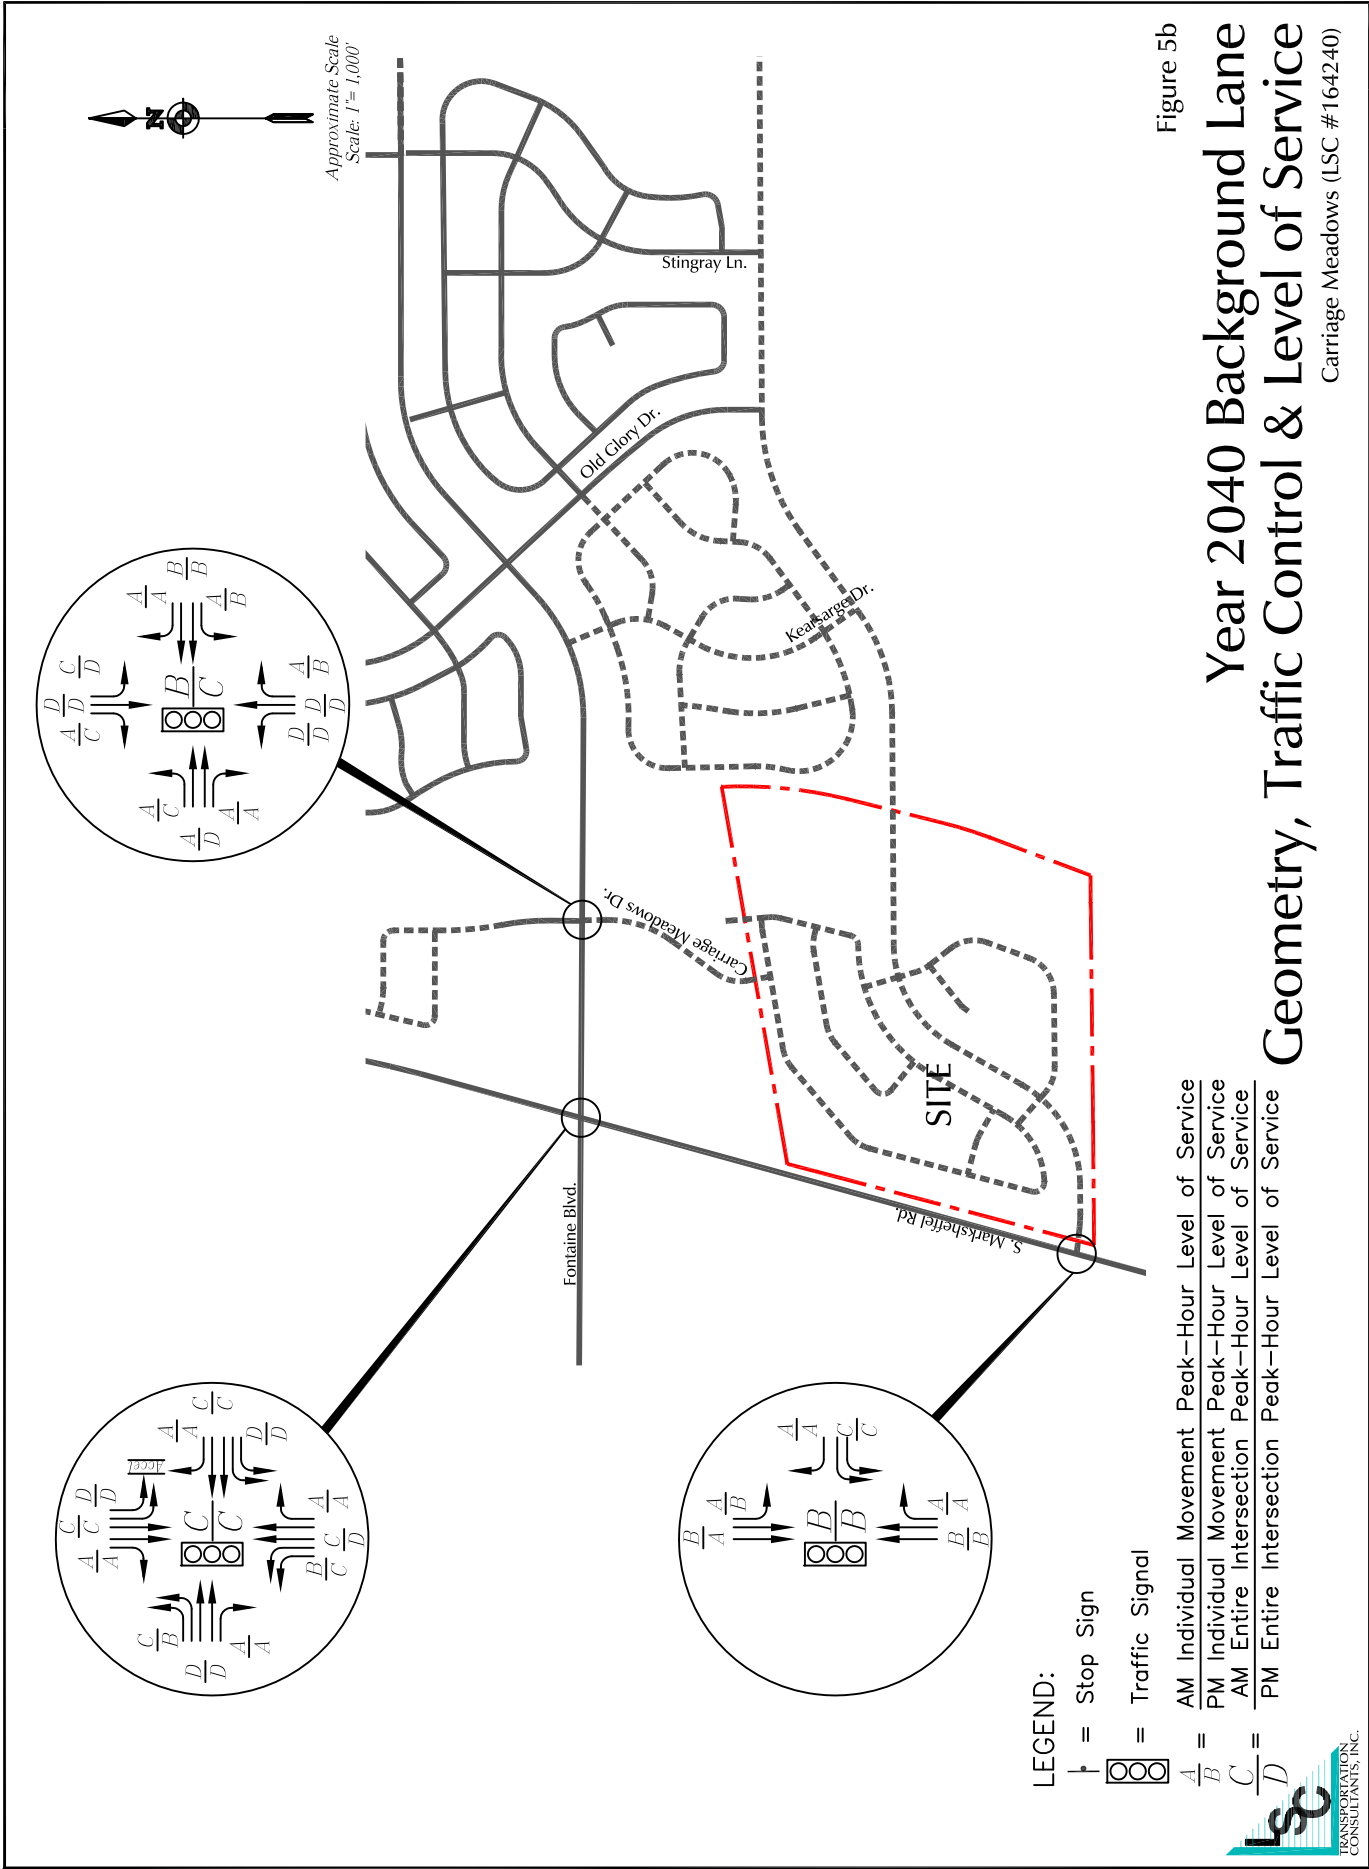 N
Approximate Scale
Scale: 1"= 1,000'
A D C
C D D
A
A
B
B
A
B
B
C
A
C
A
D
A
A
D D A
D D B
A C D
A C D
Accel
A
A
C
C
D
D
C
C
C
B
D
D
A
A
B C A
C D A
B A
A B
A
A
C
C
B
B
B A
B A
Stingray Ln.
Old Glory Dr.
Kearsarge Dr.
Carriage Meadows Dr.
Fontaine Blvd.
S. Marksheffel Rd.
SITE
LEGEND:
= Stop Sign
= Traffic Signal
A
B
=
AM Individual Movement Peak-Hour Level of Service
PM Individual Movement Peak-Hour Level of Service
C
D
=
AM Entire Intersection Peak-Hour Level of Service
PM Entire Intersection Peak-Hour Level of Service
Figure 5b
Year 2040 Background Lane
Geometry, Traffic Control & Level of Service
Carriage Meadows (LSC #164240)
LSC
TRANSPORTATION
CONSULTANTS, INC.